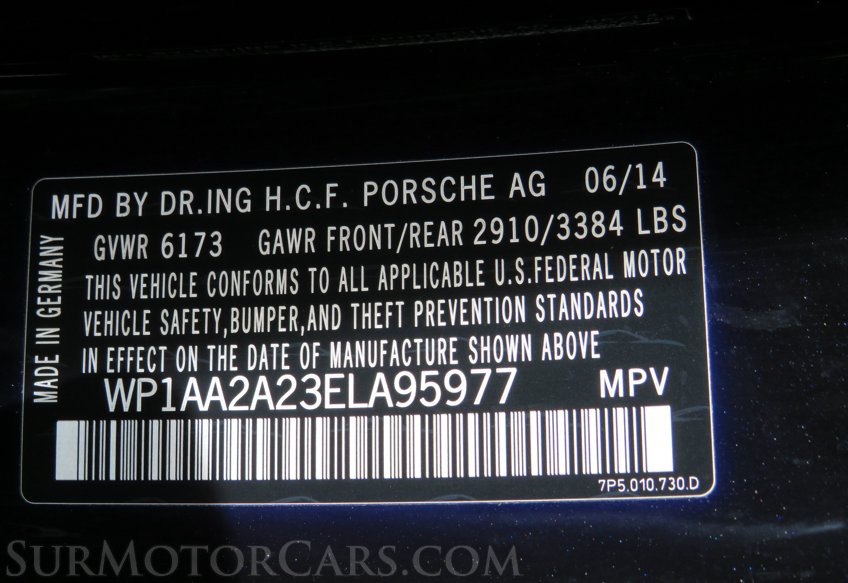 MFD BY DR.ING H.C.F. PORSCHE AG 06/14
GVWR 6173 GAWR FRONT/REAR 2910/3384 LBS
THIS VEHICLE CONFORMS TO ALL APPLICABLE U.S.FEDERAL MOTOR
VEHICLE SAFETY,BUMPER,AND THEFT PREVENTION STANDARDS
IN EFFECT ON THE DATE OF MANUFACTURE SHOWN ABOVE
MADE IN GERMANY
WP1AA2A23ELA95977 MPV
7P5.010.730.D
SURMOTORCARS.COM